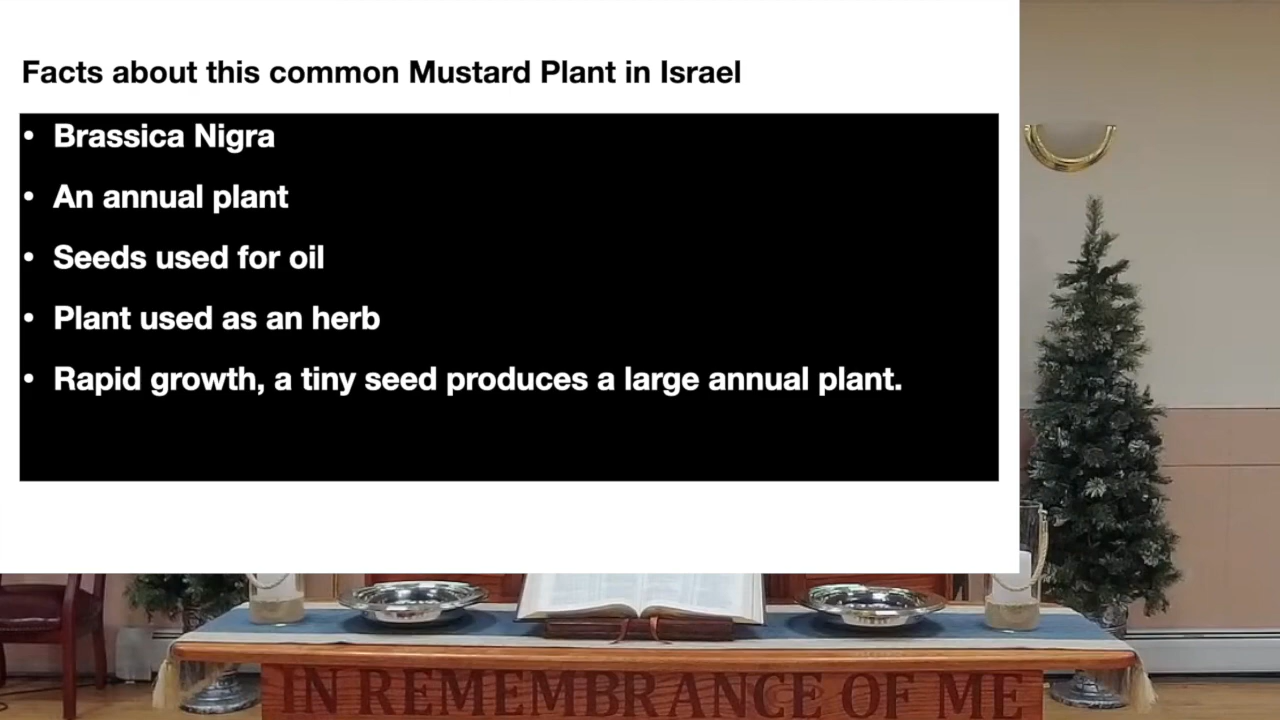 Facts about this common Mustard Plant in Israel
• Brassica Nigra
• An annual plant
• Seeds used for oil
• Plant used as an herb
• Rapid growth, a tiny seed produces a large annual plant.
IN REMEMBRANCE OF ME